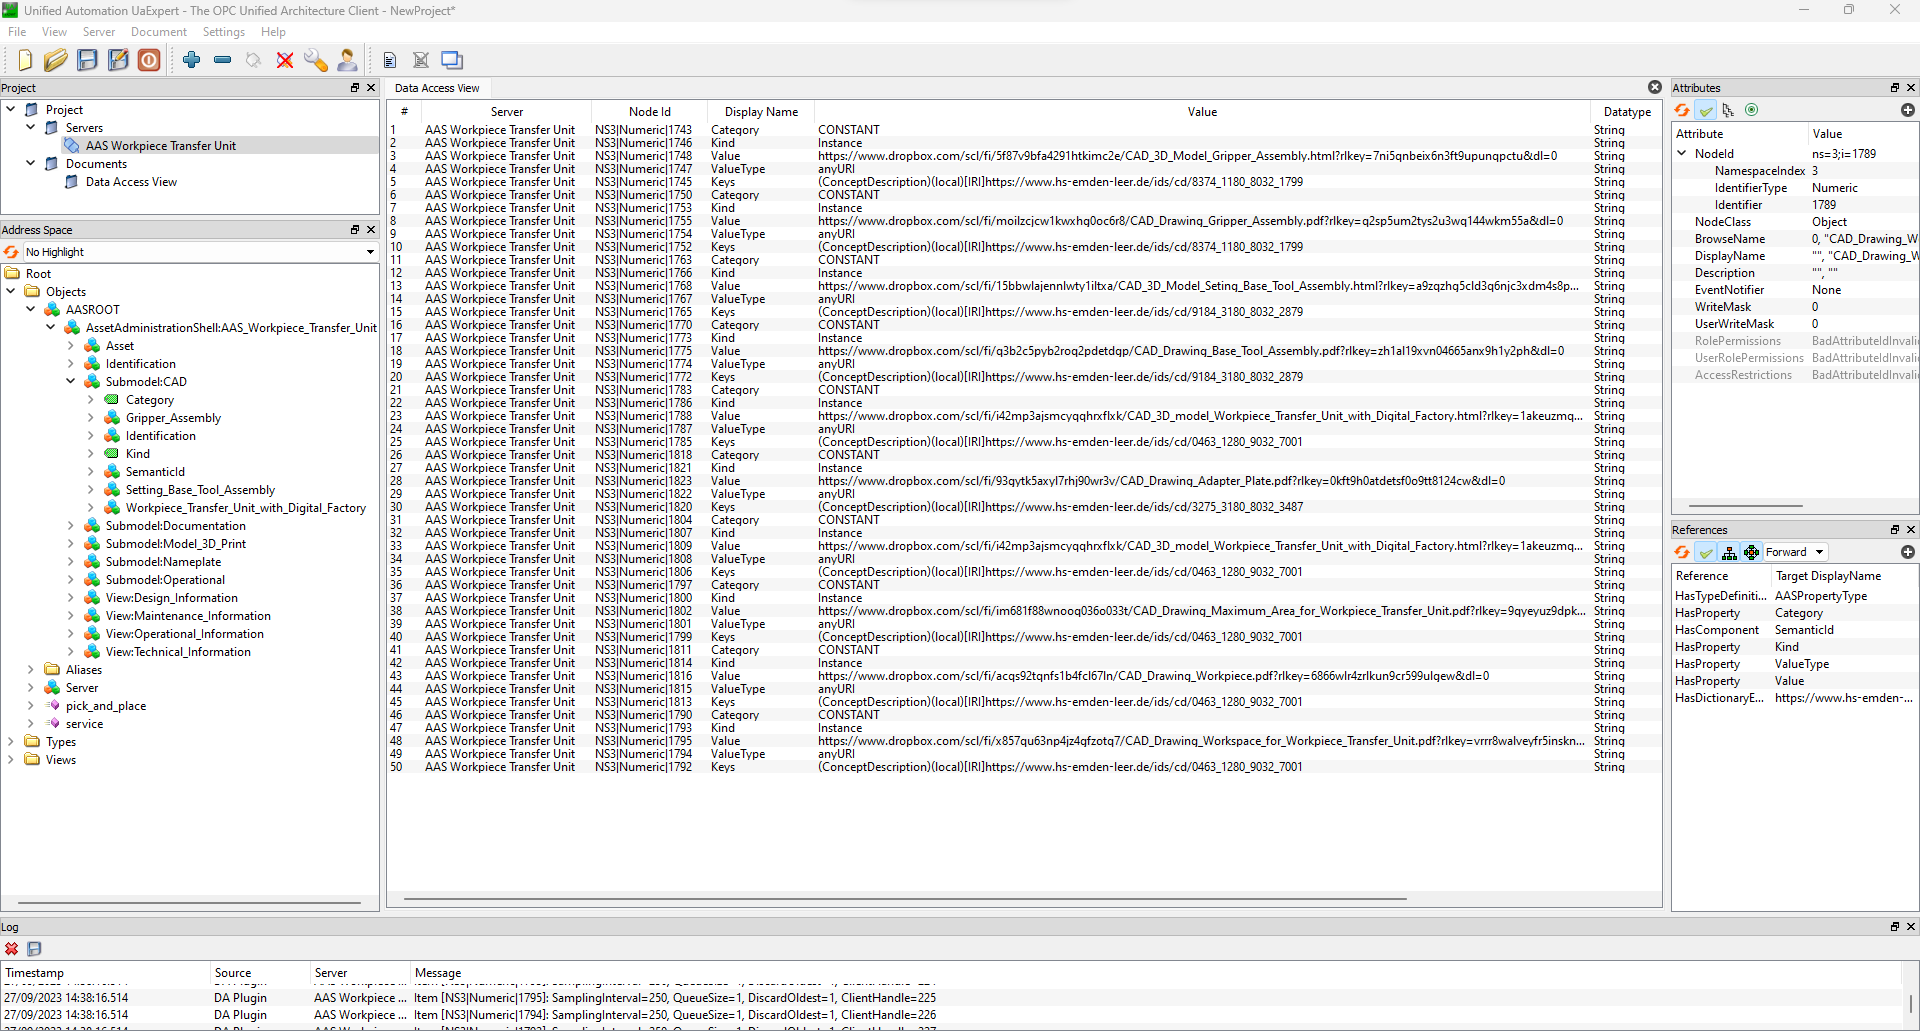 Unified Automation UaExpert - The OPC Unified Architecture Client - NewProject*
File View Server Document Settings Help
Project
Project
Servers
AAS Workpiece Transfer Unit
Documents
Data Access View
Address Space
No Highlight
Root
Objects
AASROOT
AssetAdministrationShell:AAS_Workpiece_Transfer_Unit
Asset
Identification
Submodel:CAD
Category
Gripper_Assembly
Identification
Kind
SemanticId
Setting_Base_Tool_Assembly
Workpiece_Transfer_Unit_with_Digital_Factory
Submodel:Documentation
Submodel:Model_3D_Print
Submodel:Nameplate
Submodel:Operational
View:Design_Information
View:Maintenance_Information
View:Operational_Information
View:Technical_Information
Aliases
Server
pick_and_place
service
Types
Views
Data Access View
# Server Node Id Display Name Value Datatype
1 AAS Workpiece Transfer Unit NS3|Numeric|1743 Category CONSTANT String
2 AAS Workpiece Transfer Unit NS3|Numeric|1746 Kind Instance String
3 AAS Workpiece Transfer Unit NS3|Numeric|1748 Value https://www.dropbox.com/scl/fi/5f87v9bfa4291htkimc2e/CAD_3D_Model_Gripper_Assembly.html?rlkey=7ni5qnbeix6n3ft9upunqpctu&dl=0 String
4 AAS Workpiece Transfer Unit NS3|Numeric|1747 ValueType anyURI String
5 AAS Workpiece Transfer Unit NS3|Numeric|1745 Keys (ConceptDescription)(local)[IRI]https://www.hs-emden-leer.de/ids/cd/8374_1180_8032_1799 String
6 AAS Workpiece Transfer Unit NS3|Numeric|1750 Category CONSTANT String
7 AAS Workpiece Transfer Unit NS3|Numeric|1753 Kind Instance String
8 AAS Workpiece Transfer Unit NS3|Numeric|1755 Value https://www.dropbox.com/scl/fi/moilzcjcw1kwxhq0oc6r8/CAD_Drawing_Gripper_Assembly.pdf?rlkey=q2sp5um2tys2u3wq144wkm55a&dl=0 String
9 AAS Workpiece Transfer Unit NS3|Numeric|1754 ValueType anyURI String
10 AAS Workpiece Transfer Unit NS3|Numeric|1752 Keys (ConceptDescription)(local)[IRI]https://www.hs-emden-leer.de/ids/cd/8374_1180_8032_1799 String
11 AAS Workpiece Transfer Unit NS3|Numeric|1763 Category CONSTANT String
12 AAS Workpiece Transfer Unit NS3|Numeric|1766 Kind Instance String
13 AAS Workpiece Transfer Unit NS3|Numeric|1768 Value https://www.dropbox.com/scl/fi/15bbwlajennlwty1iltxa/CAD_3D_Model_Seting_Base_Tool_Assembly.html?rlkey=a9zqzhq5cld3q6njc3xdm4s8p... String
14 AAS Workpiece Transfer Unit NS3|Numeric|1767 ValueType anyURI String
15 AAS Workpiece Transfer Unit NS3|Numeric|1765 Keys (ConceptDescription)(local)[IRI]https://www.hs-emden-leer.de/ids/cd/9184_3180_8032_2879 String
16 AAS Workpiece Transfer Unit NS3|Numeric|1770 Category CONSTANT String
17 AAS Workpiece Transfer Unit NS3|Numeric|1773 Kind Instance String
18 AAS Workpiece Transfer Unit NS3|Numeric|1775 Value https://www.dropbox.com/scl/fi/q3b2c5pyb2roq2pdetdqp/CAD_Drawing_Base_Tool_Assembly.pdf?rlkey=zh1al19xvn04665anx9h1y2ph&dl=0 String
19 AAS Workpiece Transfer Unit NS3|Numeric|1774 ValueType anyURI String
20 AAS Workpiece Transfer Unit NS3|Numeric|1772 Keys (ConceptDescription)(local)[IRI]https://www.hs-emden-leer.de/ids/cd/9184_3180_8032_2879 String
21 AAS Workpiece Transfer Unit NS3|Numeric|1783 Category CONSTANT String
22 AAS Workpiece Transfer Unit NS3|Numeric|1786 Kind Instance String
23 AAS Workpiece Transfer Unit NS3|Numeric|1788 Value https://www.dropbox.com/scl/fi/i42mp3ajsmcyqqhrxflxk/CAD_3D_model_Workpiece_Transfer_Unit_with_Digital_Factory.html?rlkey=1akeuzmq... String
24 AAS Workpiece Transfer Unit NS3|Numeric|1787 ValueType anyURI String
25 AAS Workpiece Transfer Unit NS3|Numeric|1785 Keys (ConceptDescription)(local)[IRI]https://www.hs-emden-leer.de/ids/cd/0463_1280_9032_7001 String
26 AAS Workpiece Transfer Unit NS3|Numeric|1818 Category CONSTANT String
27 AAS Workpiece Transfer Unit NS3|Numeric|1821 Kind Instance String
28 AAS Workpiece Transfer Unit NS3|Numeric|1823 Value https://www.dropbox.com/scl/fi/93qytk5axyl7rhj90wr3v/CAD_Drawing_Adapter_Plate.pdf?rlkey=0kft9h0atdetsf0o9tt8124cw&dl=0 String
29 AAS Workpiece Transfer Unit NS3|Numeric|1822 ValueType anyURI String
30 AAS Workpiece Transfer Unit NS3|Numeric|1820 Keys (ConceptDescription)(local)[IRI]https://www.hs-emden-leer.de/ids/cd/3275_3180_8032_3487 String
31 AAS Workpiece Transfer Unit NS3|Numeric|1804 Category CONSTANT String
32 AAS Workpiece Transfer Unit NS3|Numeric|1807 Kind Instance String
33 AAS Workpiece Transfer Unit NS3|Numeric|1809 Value https://www.dropbox.com/scl/fi/i42mp3ajsmcyqqhrxflxk/CAD_3D_model_Workpiece_Transfer_Unit_with_Digital_Factory.html?rlkey=1akeuzmq... String
34 AAS Workpiece Transfer Unit NS3|Numeric|1808 ValueType anyURI String
35 AAS Workpiece Transfer Unit NS3|Numeric|1806 Keys (ConceptDescription)(local)[IRI]https://www.hs-emden-leer.de/ids/cd/0463_1280_9032_7001 String
36 AAS Workpiece Transfer Unit NS3|Numeric|1797 Category CONSTANT String
37 AAS Workpiece Transfer Unit NS3|Numeric|1800 Kind Instance String
38 AAS Workpiece Transfer Unit NS3|Numeric|1802 Value https://www.dropbox.com/scl/fi/im681f88wnooq036o033t/CAD_Drawing_Maximum_Area_for_Workpiece_Transfer_Unit.pdf?rlkey=9qyeyuz9dpk... String
39 AAS Workpiece Transfer Unit NS3|Numeric|1801 ValueType anyURI String
40 AAS Workpiece Transfer Unit NS3|Numeric|1799 Keys (ConceptDescription)(local)[IRI]https://www.hs-emden-leer.de/ids/cd/0463_1280_9032_7001 String
41 AAS Workpiece Transfer Unit NS3|Numeric|1811 Category CONSTANT String
42 AAS Workpiece Transfer Unit NS3|Numeric|1814 Kind Instance String
43 AAS Workpiece Transfer Unit NS3|Numeric|1816 Value https://www.dropbox.com/scl/fi/acqs92tqnfs1b4fcl67ln/CAD_Drawing_Workpiece.pdf?rlkey=6866wlr4zrlkun9cr599ulgew&dl=0 String
44 AAS Workpiece Transfer Unit NS3|Numeric|1815 ValueType anyURI String
45 AAS Workpiece Transfer Unit NS3|Numeric|1813 Keys (ConceptDescription)(local)[IRI]https://www.hs-emden-leer.de/ids/cd/0463_1280_9032_7001 String
46 AAS Workpiece Transfer Unit NS3|Numeric|1790 Category CONSTANT String
47 AAS Workpiece Transfer Unit NS3|Numeric|1793 Kind Instance String
48 AAS Workpiece Transfer Unit NS3|Numeric|1795 Value https://www.dropbox.com/scl/fi/x857qu63np4jz4qfzotq7/CAD_Drawing_Workspace_for_Workpiece_Transfer_Unit.pdf?rlkey=vrrr8walveyfr5inskn... String
49 AAS Workpiece Transfer Unit NS3|Numeric|1794 ValueType anyURI String
50 AAS Workpiece Transfer Unit NS3|Numeric|1792 Keys (ConceptDescription)(local)[IRI]https://www.hs-emden-leer.de/ids/cd/0463_1280_9032_7001 String
Attributes
Attribute Value
NodeId ns=3;i=1789
NamespaceIndex 3
IdentifierType Numeric
Identifier 1789
NodeClass Object
BrowseName 0, "CAD_Drawing_W
DisplayName "", "CAD_Drawing_W
Description "", ""
EventNotifier None
WriteMask 0
UserWriteMask 0
RolePermissions BadAttributeIdInvali
UserRolePermissions BadAttributeIdInvali
AccessRestrictions BadAttributeIdInvali
References
Forward
Reference Target DisplayName
HasTypeDefiniti... AASPropertyType
HasProperty Category
HasComponent SemanticId
HasProperty Kind
HasProperty ValueType
HasProperty Value
HasDictionaryE... https://www.hs-emden-...
Log
Timestamp Source Server Message
27/09/2023 14:38:16.514 DA Plugin AAS Workpiece ... Item [NS3|Numeric|1795]: SamplingInterval=250, QueueSize=1, DiscardOldest=1, ClientHandle=225
27/09/2023 14:38:16.514 DA Plugin AAS Workpiece ... Item [NS3|Numeric|1794]: SamplingInterval=250, QueueSize=1, DiscardOldest=1, ClientHandle=226